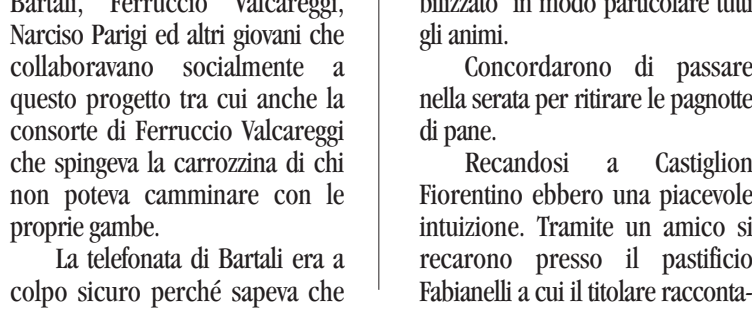 Bartali, Ferruccio Valcareggi,
Narciso Parigi ed altri giovani che
collaboravano socialmente a
questo progetto tra cui anche la
consorte di Ferruccio Valcareggi
che spingeva la carrozzina di chi
non poteva camminare con le
proprie gambe.
La telefonata di Bartali era a
colpo sicuro perché sapeva che
bilizzato in modo particolare tutti
gli animi.
Concordarono di passare
nella serata per ritirare le pagnotte
di pane.
Recandosi a Castiglion
Fiorentino ebbero una piacevole
intuizione. Tramite un amico si
recarono presso il pastificio
Fabianelli a cui il titolare racconta-